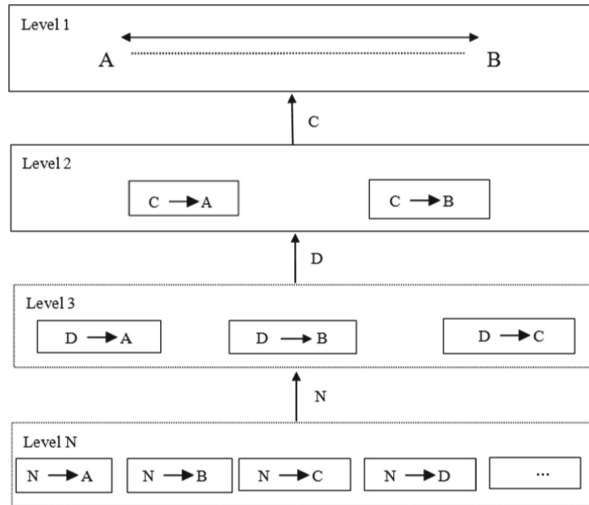 Level 1
A B
C
Level 2
C → A C → B
D
Level 3
D → A D → B D → C
N
Level N
N → A N → B N → C N → D ...